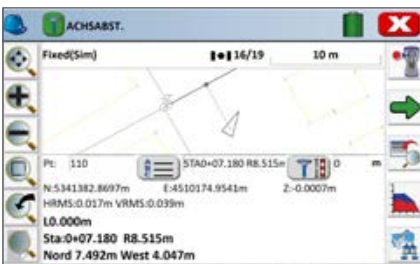 ACHSABST.
Fixed(Sim) 16/19 10 m
Pt: 110 STA0+07.180 R8.515m 0 m
N:5341382.8697m E:4510174.9541m Z:-0.0007m
HRMS:0.017m VRMS:0.039m
L0.000m
Sta:0+07.180 R8.515m
Nord 7.492m West 4.047m